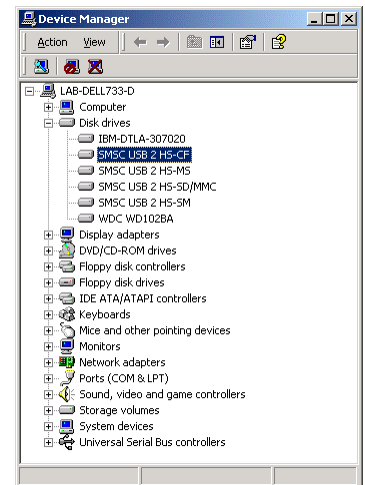 Device Manager
Action View
LAB-DELL733-D
Computer
Disk drives
IBM-DTLA-307020
SMSC USB 2 HS-CF
SMSC USB 2 HS-MS
SMSC USB 2 HS-SD/MMC
SMSC USB 2 HS-SM
WDC WD102BA
Display adapters
DVD/CD-ROM drives
Floppy disk controllers
Floppy disk drives
IDE ATA/ATAPI controllers
Keyboards
Mice and other pointing devices
Monitors
Network adapters
Ports (COM & LPT)
Sound, video and game controllers
Storage volumes
System devices
Universal Serial Bus controllers